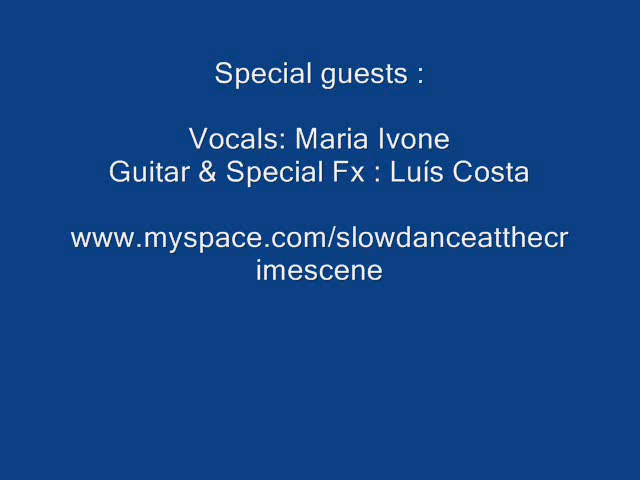 Special guests :
Vocals: Maria Ivone
Guitar & Special Fx : Luís Costa
www.myspace.com/slowdanceatthecr
imescene